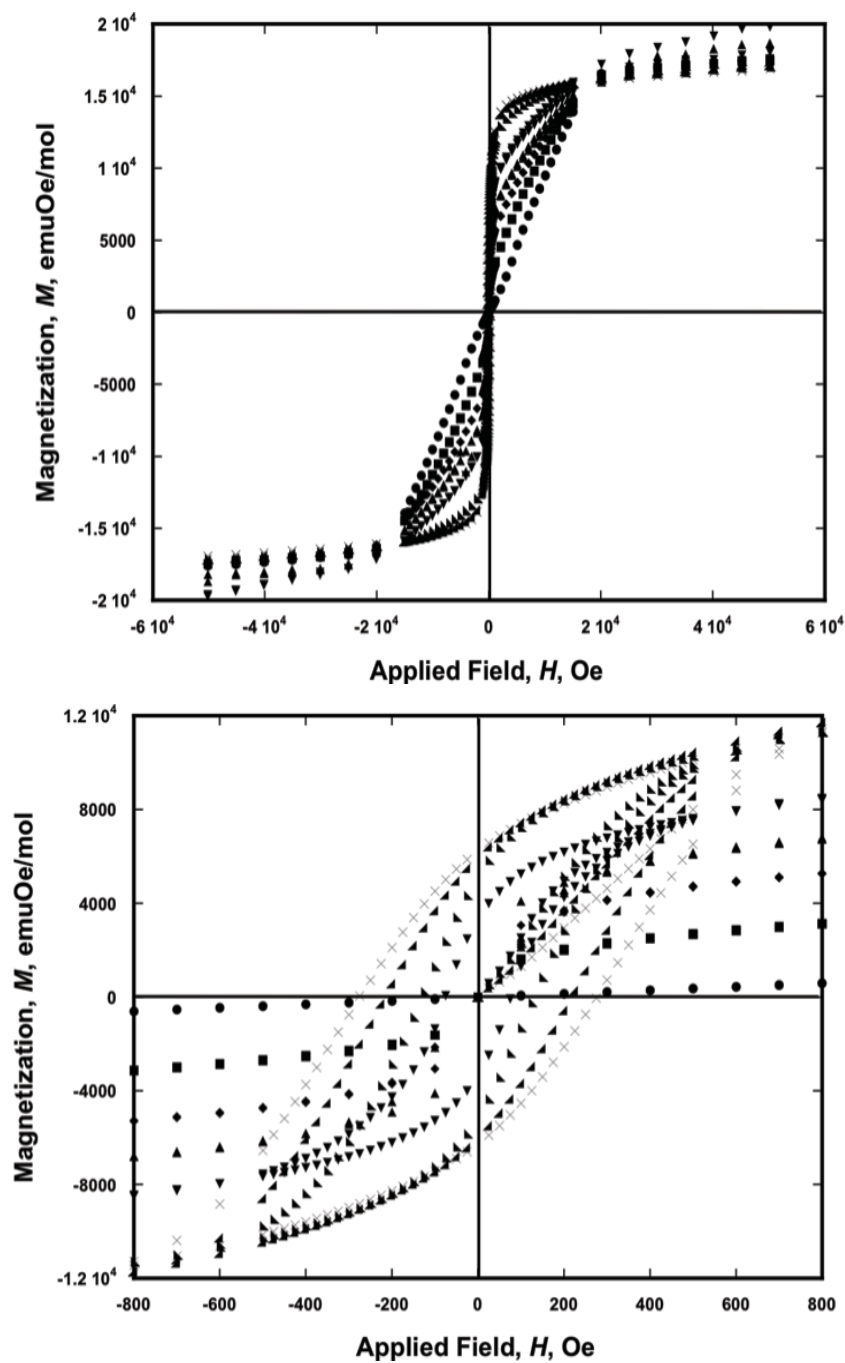 2 10⁴
1.5 10⁴
1 10⁴
5000
0
-5000
-1 10⁴
-1.5 10⁴
-2 10⁴
Magnetization, M, emuOe/mol
-6 10⁴ -4 10⁴ -2 10⁴ 0 2 10⁴ 4 10⁴ 6 10⁴
Applied Field, H, Oe
1.2 10⁴
8000
4000
0
-4000
-8000
-1.2 10⁴
Magnetization, M, emuOe/mol
-800 -600 -400 -200 0 200 400 600 800
Applied Field, H, Oe